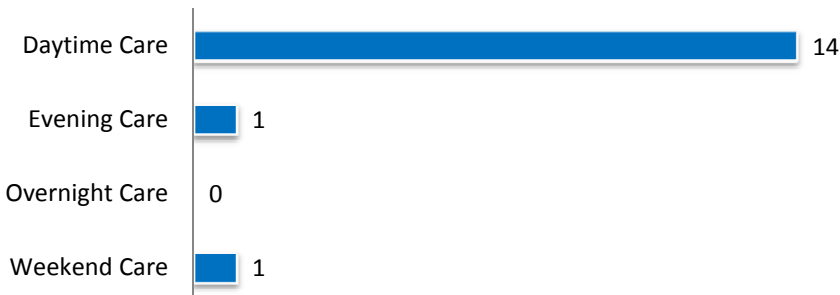 Daytime Care 14
Evening Care 1
Overnight Care 0
Weekend Care 1